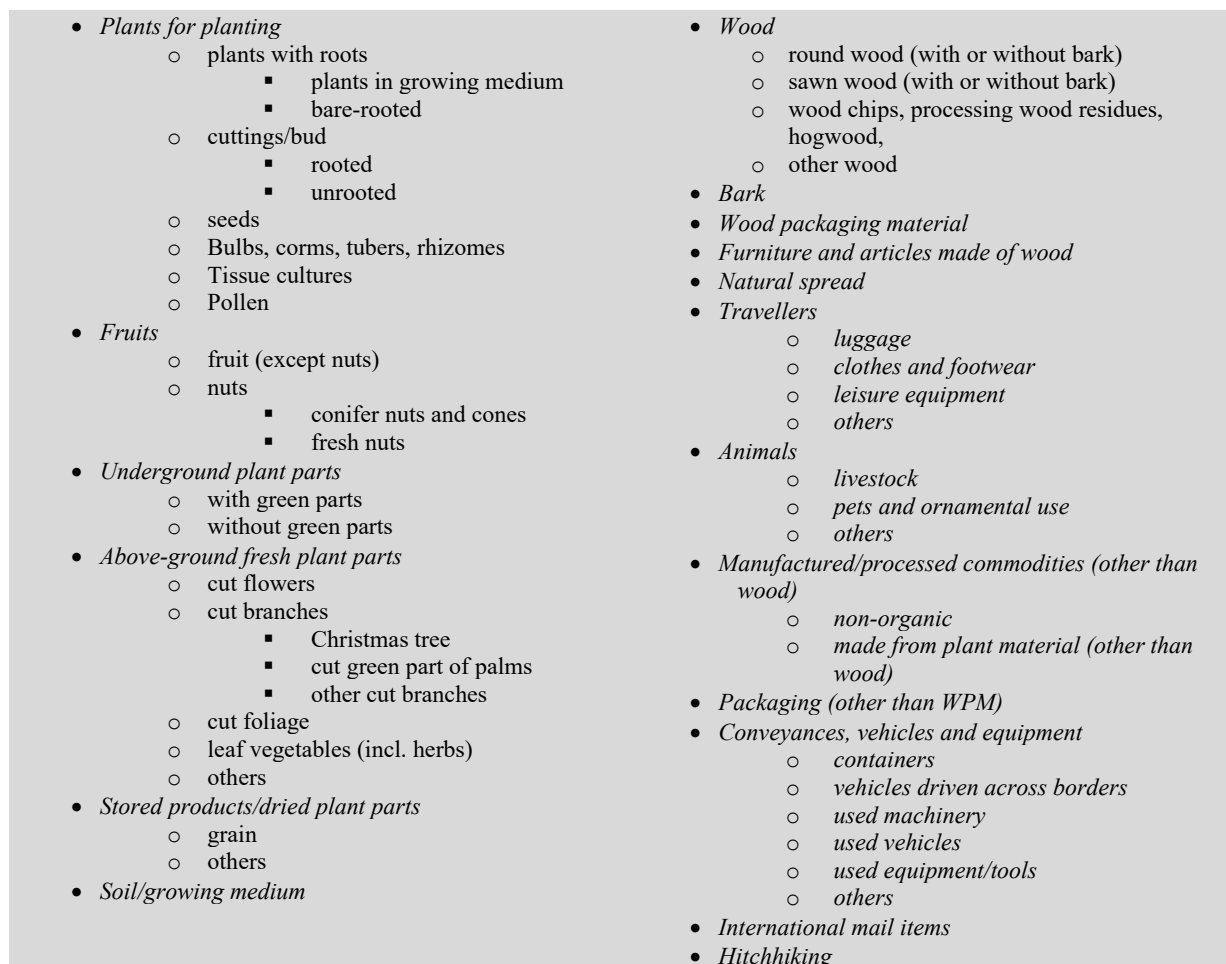 • Plants for planting
o plants with roots
▪ plants in growing medium
▪ bare-rooted
o cuttings/bud
▪ rooted
▪ unrooted
o seeds
o Bulbs, corms, tubers, rhizomes
o Tissue cultures
o Pollen
• Fruits
o fruit (except nuts)
o nuts
▪ conifer nuts and cones
▪ fresh nuts
• Underground plant parts
o with green parts
o without green parts
• Above-ground fresh plant parts
o cut flowers
o cut branches
▪ Christmas tree
▪ cut green part of palms
▪ other cut branches
o cut foliage
o leaf vegetables (incl. herbs)
o others
• Stored products/dried plant parts
o grain
o others
• Soil/growing medium
• Wood
o round wood (with or without bark)
o sawn wood (with or without bark)
o wood chips, processing wood residues,
hogwood,
o other wood
• Bark
• Wood packaging material
• Furniture and articles made of wood
• Natural spread
• Travellers
o luggage
o clothes and footwear
o leisure equipment
o others
• Animals
o livestock
o pets and ornamental use
o others
• Manufactured/processed commodities (other than
wood)
o non-organic
o made from plant material (other than
wood)
• Packaging (other than WPM)
• Conveyances, vehicles and equipment
o containers
o vehicles driven across borders
o used machinery
o used vehicles
o used equipment/tools
o others
• International mail items
• Hitchhiking